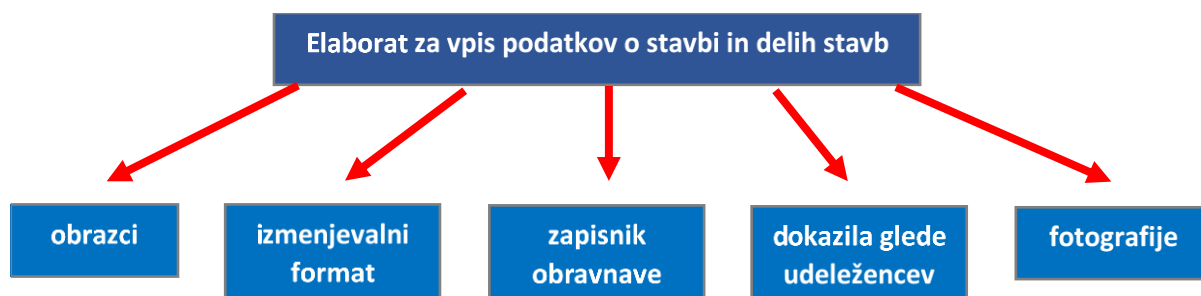 Elaborat za vpis podatkov o stavbi in delih stavb
obrazci
izmenjevalni
format
zapisnik
obravnave
dokazila glede
udeležencev
fotografije